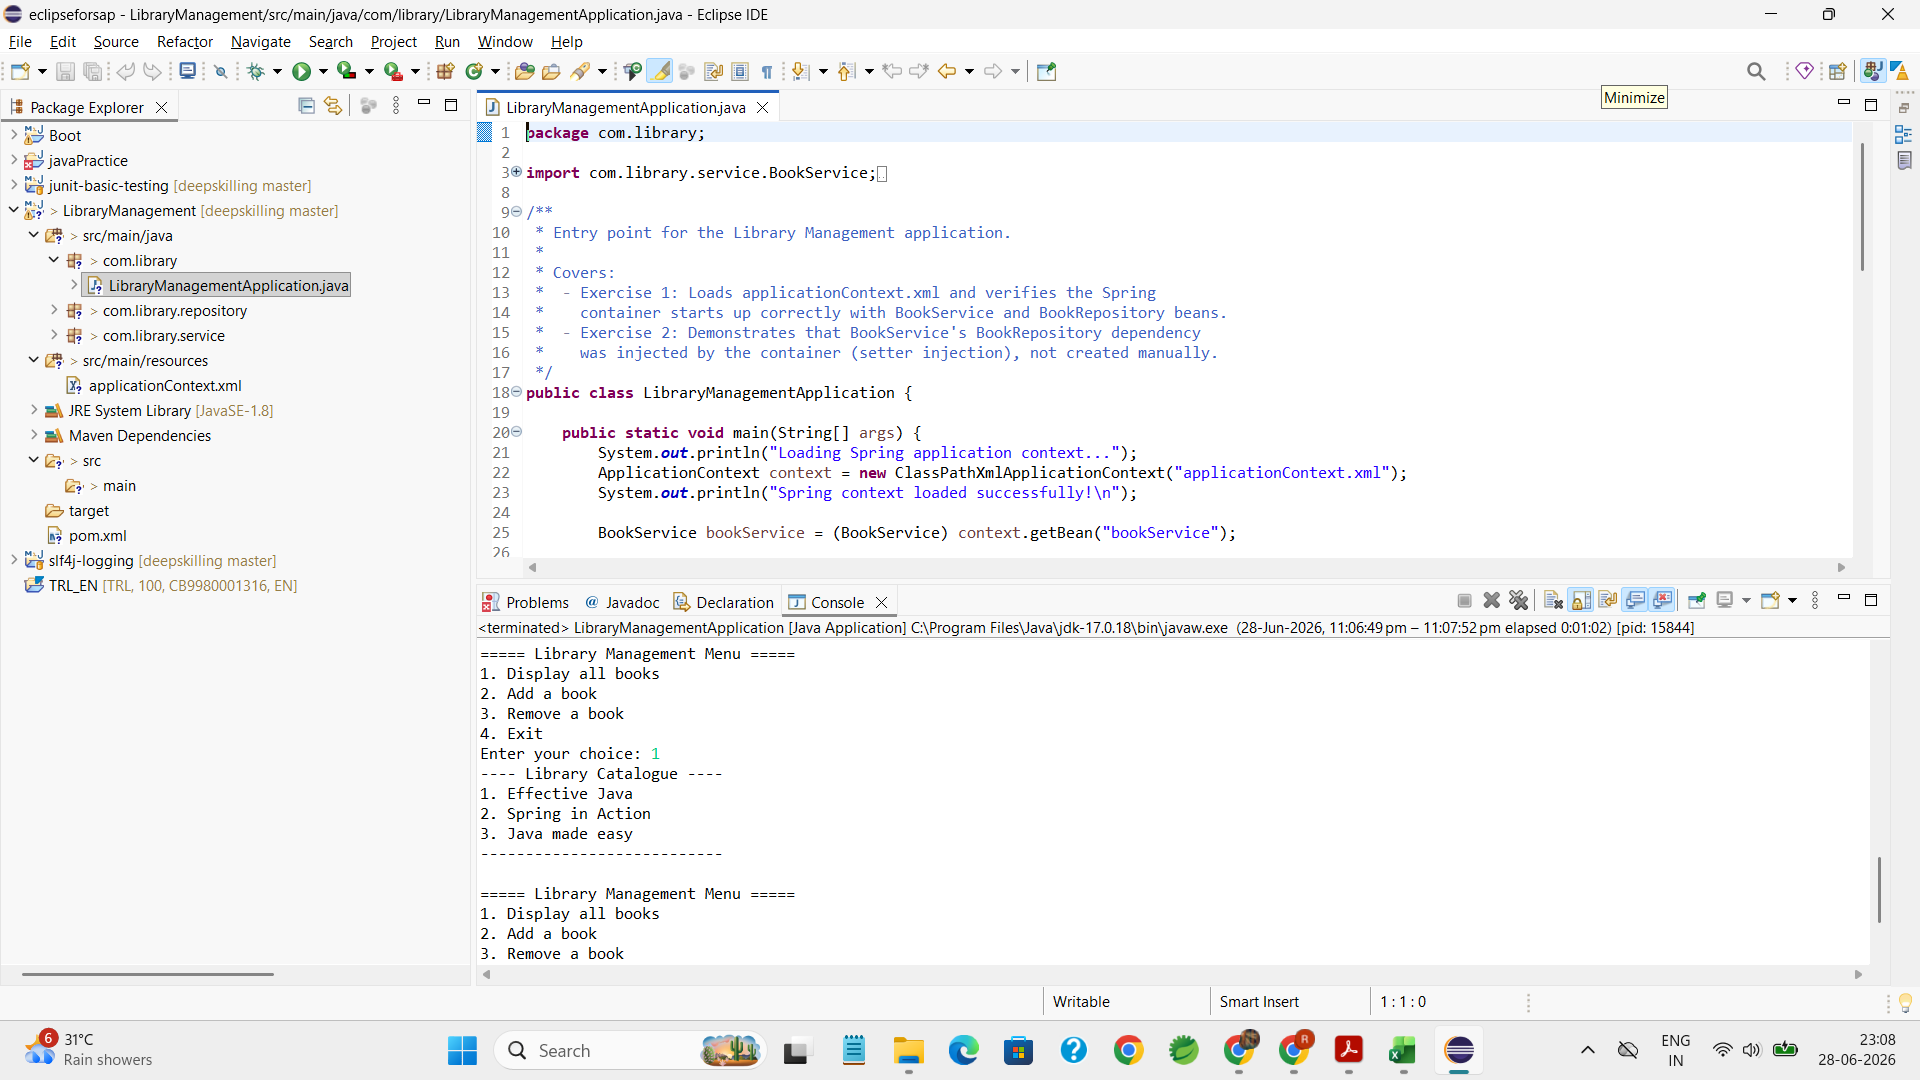 eclipseforsap - LibraryManagement/src/main/java/com/library/LibraryManagementApplication.java - Eclipse IDE
File Edit Source Refactor Navigate Search Project Run Window Help
Minimize
Package Explorer
Boot
javaPractice
junit-basic-testing [deepskilling master]
> LibraryManagement [deepskilling master]
> src/main/java
> com.library
LibraryManagementApplication.java
> com.library.repository
> com.library.service
> src/main/resources
applicationContext.xml
JRE System Library [JavaSE-1.8]
Maven Dependencies
> src
> main
target
pom.xml
slf4j-logging [deepskilling master]
TRL_EN [TRL, 100, CB9980001316, EN]
LibraryManagementApplication.java
1 package com.library;
2
3 import com.library.service.BookService;
8
9 /**
10 * Entry point for the Library Management application.
11 *
12 * Covers:
13 * - Exercise 1: Loads applicationContext.xml and verifies the Spring
14 * container starts up correctly with BookService and BookRepository beans.
15 * - Exercise 2: Demonstrates that BookService's BookRepository dependency
16 * was injected by the container (setter injection), not created manually.
17 */
18 public class LibraryManagementApplication {
19
20 public static void main(String[] args) {
21 System.out.println("Loading Spring application context...");
22 ApplicationContext context = new ClassPathXmlApplicationContext("applicationContext.xml");
23 System.out.println("Spring context loaded successfully!\n");
24
25 BookService bookService = (BookService) context.getBean("bookService");
26
Problems Javadoc Declaration Console
<terminated> LibraryManagementApplication [Java Application] C:\Program Files\Java\jdk-17.0.18\bin\javaw.exe (28-Jun-2026, 11:06:49 pm – 11:07:52 pm elapsed 0:01:02) [pid: 15844]
===== Library Management Menu =====
1. Display all books
2. Add a book
3. Remove a book
4. Exit
Enter your choice: 1
---- Library Catalogue ----
1. Effective Java
2. Spring in Action
3. Java made easy
---------------------------
===== Library Management Menu =====
1. Display all books
2. Add a book
3. Remove a book
Writable Smart Insert 1 : 1 : 0
6
31°C
Rain showers
Search
R
ENG
IN
23:08
28-06-2026